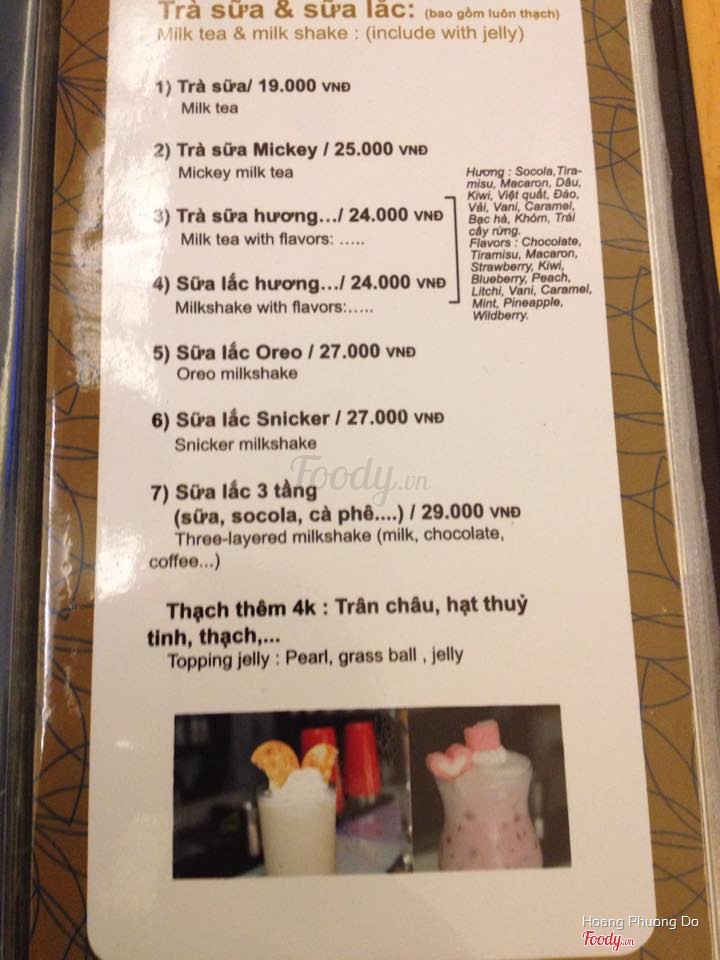 Trà sữa & sữa lắc: (bao gồm luôn thạch)
Milk tea & milk shake : (include with jelly)
1) Trà sữa/ 19.000 VNĐ
Milk tea
2) Trà sữa Mickey / 25.000 VNĐ
Mickey milk tea
3) Trà sữa hương.../ 24.000 VNĐ
Milk tea with flavors: .....
4) Sữa lắc hương.../ 24.000 VNĐ
Milkshake with flavors:.....
Hương : Socola,Tira-
misu, Macaron, Dâu,
Kiwi, Việt quất, Đào,
Vải, Vani, Caramel,
Bạc hà, Khóm, Trái
cây rừng.
Flavors : Chocolate,
Tiramisu, Macaron,
Strawberry, Kiwi,
Blueberry, Peach,
Litchi, Vani, Caramel,
Mint, Pineapple,
Wildberry.
5) Sữa lắc Oreo / 27.000 VNĐ
Oreo milkshake
6) Sữa lắc Snicker / 27.000 VNĐ
Snicker milkshake
Foody.vn
7) Sữa lắc 3 tầng
(sữa, socola, cà phê....) / 29.000 VNĐ
Three-layered milkshake (milk, chocolate,
coffee...)
Thạch thêm 4k : Trân châu, hạt thuỷ
tinh, thạch,...
Topping jelly : Pearl, grass ball , jelly
Hoang Phuong Do
Foody.vn